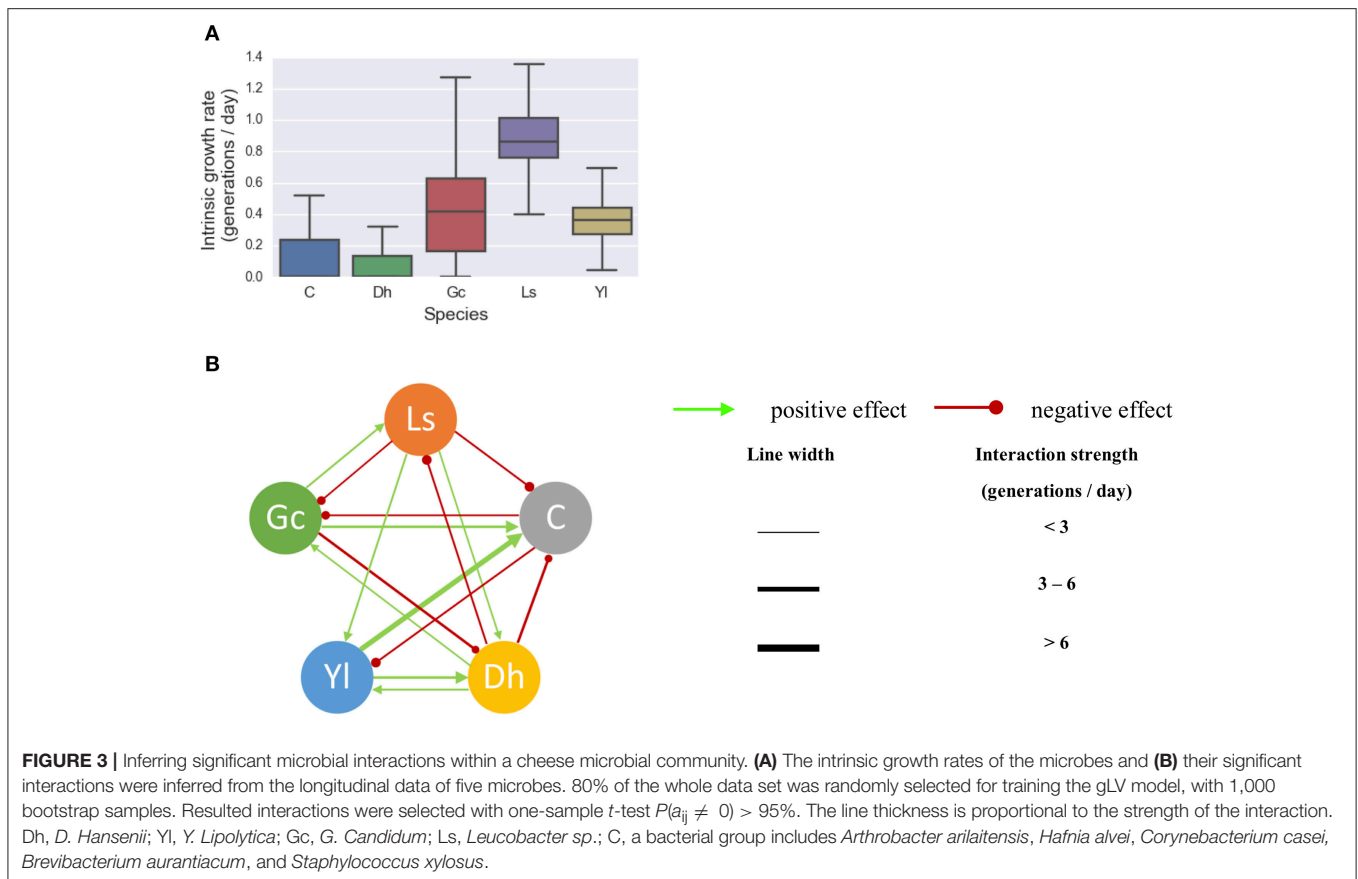 A
Intrinsic growth rate
(generations / day)
1.4
1.2
1.0
0.8
0.6
0.4
0.2
0.0
C Dh Gc Ls Yl
Species
B
Ls
Gc
C
Yl
Dh
positive effect negative effect
Line width Interaction strength
(generations / day)
< 3
3 – 6
> 6
FIGURE 3 | Inferring significant microbial interactions within a cheese microbial community. (A) The intrinsic growth rates of the microbes and (B) their significant
interactions were inferred from the longitudinal data of five microbes. 80% of the whole data set was randomly selected for training the gLV model, with 1,000
bootstrap samples. Resulted interactions were selected with one-sample t-test P(aij ≠ 0) > 95%. The line thickness is proportional to the strength of the interaction.
Dh, D. Hansenii; Yl, Y. Lipolytica; Gc, G. Candidum; Ls, Leucobacter sp.; C, a bacterial group includes Arthrobacter arilaitensis, Hafnia alvei, Corynebacterium casei,
Brevibacterium aurantiacum, and Staphylococcus xylosus.